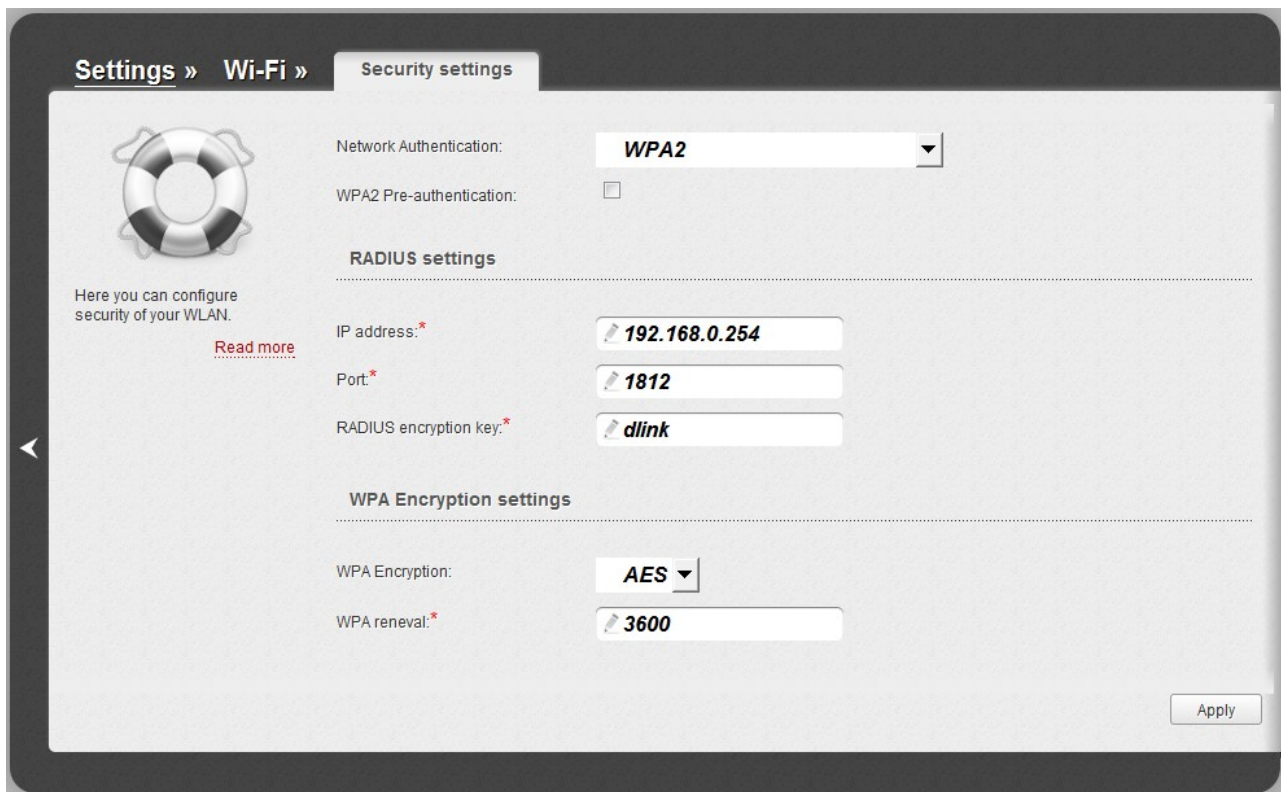 Settings » Wi-Fi » Security settings
Here you can configure
security of your WLAN.
Read more
Network Authentication: WPA2
WPA2 Pre-authentication:
RADIUS settings
IP address:* 192.168.0.254
Port:* 1812
RADIUS encryption key:* dlink
WPA Encryption settings
WPA Encryption: AES
WPA reneval:* 3600
Apply